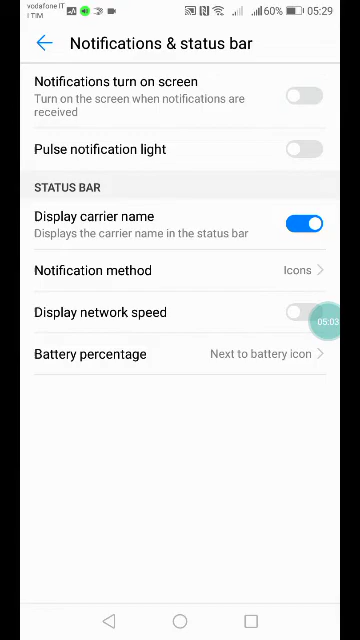 vodafone IT
I TIM
60%
05:29
Notifications & status bar
Notifications turn on screen
Turn on the screen when notifications are
received
Pulse notification light
STATUS BAR
Display carrier name
Displays the carrier name in the status bar
Notification method
Icons
Display network speed
05:03
Battery percentage
Next to battery icon